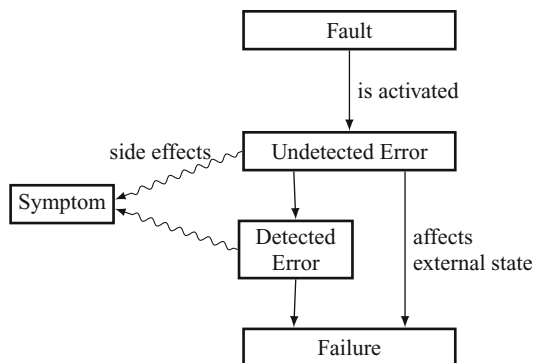 Fault
is activated
side effects
Undetected Error
Symptom
Detected
Error
affects
external state
Failure